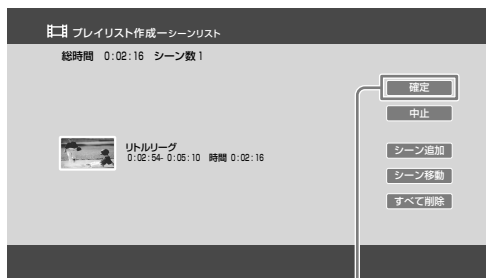 プレイリスト作成ーシーンリスト
総時間 0:02:16 シーン数1
確定
中止
リトルリーグ
0:02:54- 0:05:10 時間 0:02:16
シーン追加
シーン移動
すべて削除